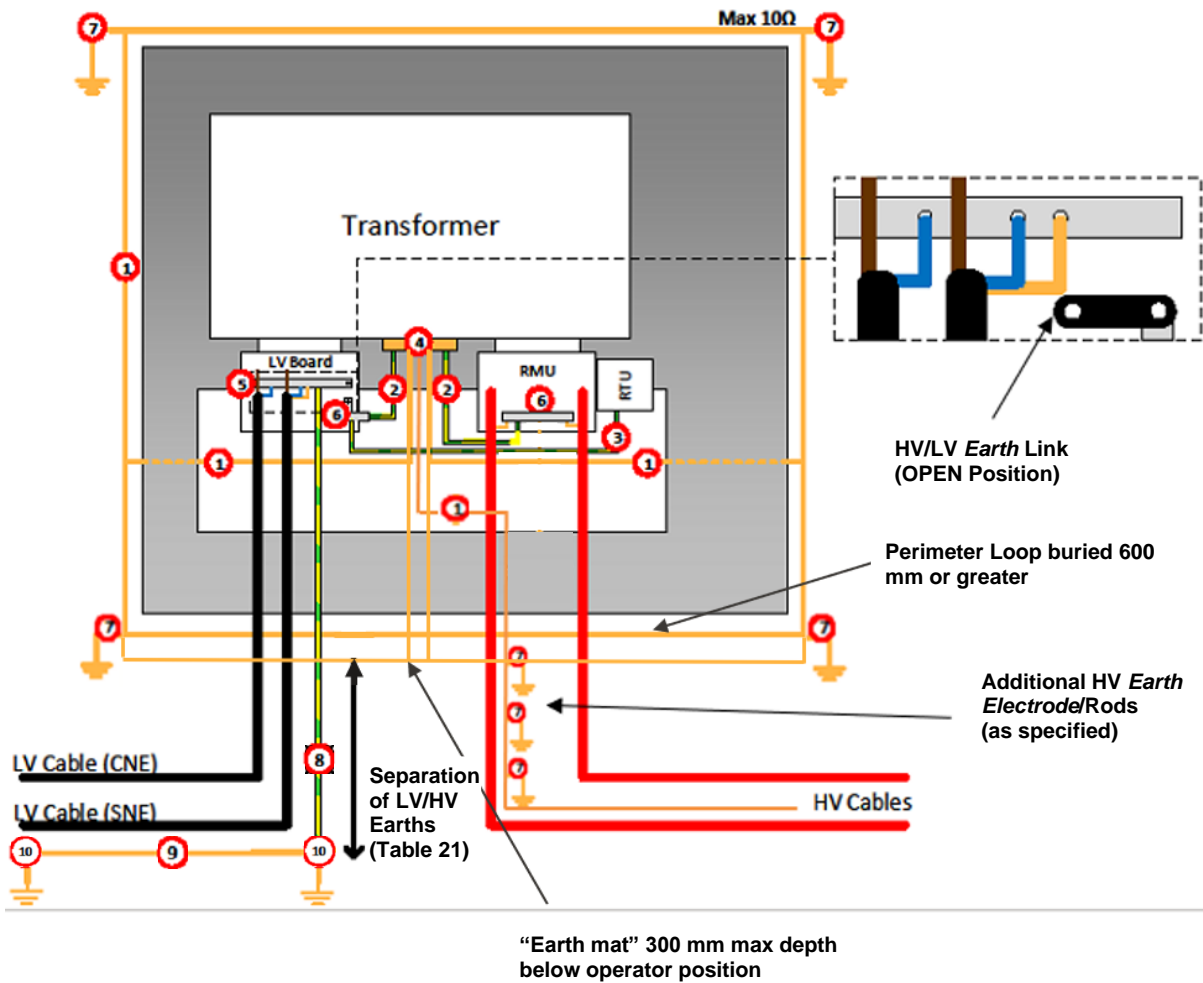 7
Max 10Ω
7
Transformer
1
4
LV Board
5
2
2
RMU
RTU
6
6
3
1
1
1
HV/LV Earth Link
(OPEN Position)
Perimeter Loop buried 600
mm or greater
7
7
7
7
7
Additional HV Earth
Electrode/Rods
(as specified)
8
LV Cable (CNE)
Separation
of LV/HV
Earths
(Table 21)
LV Cable (SNE)
HV Cables
10
9
10
“Earth mat” 300 mm max depth
below operator position